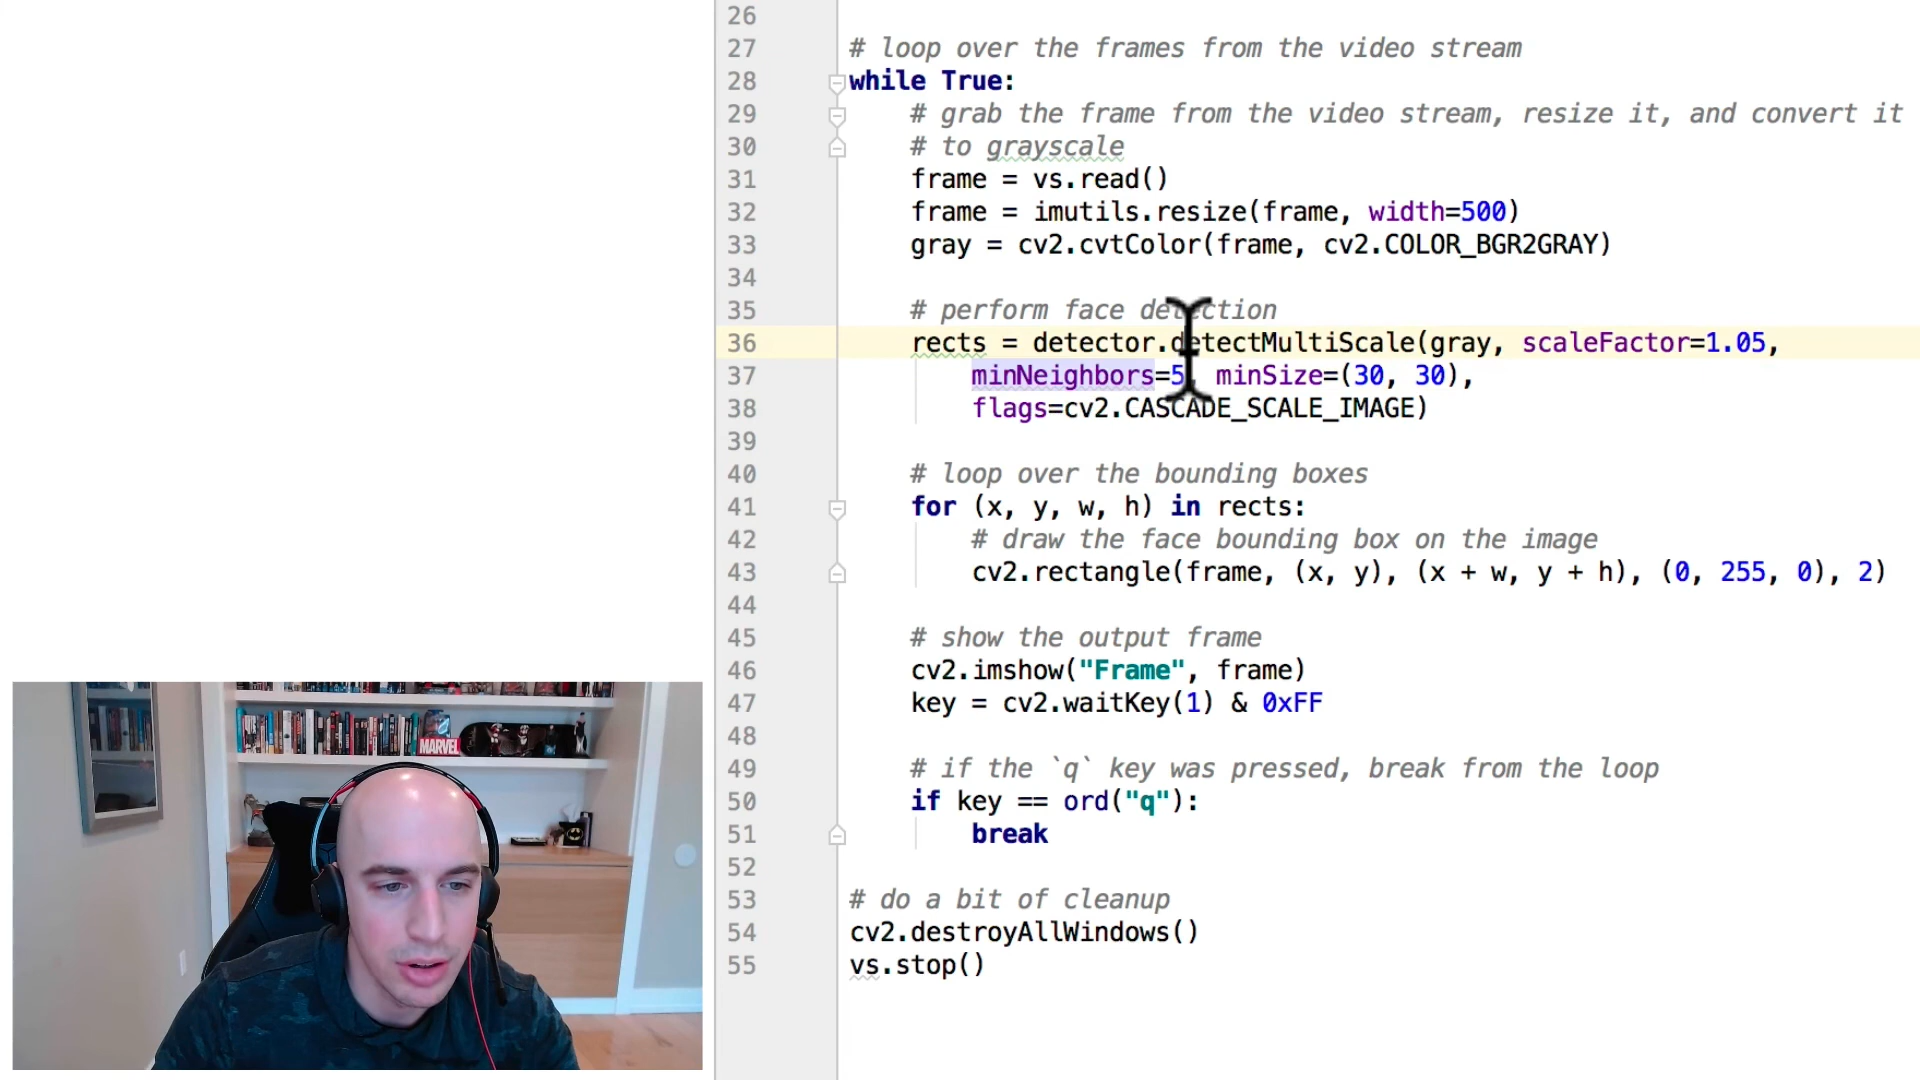 26
27 # loop over the frames from the video stream
28 while True:
29 # grab the frame from the video stream, resize it, and convert it
30 # to grayscale
31 frame = vs.read()
32 frame = imutils.resize(frame, width=500)
33 gray = cv2.cvtColor(frame, cv2.COLOR_BGR2GRAY)
34
35 # perform face detection
36 rects = detector.detectMultiScale(gray, scaleFactor=1.05,
37 minNeighbors=5, minSize=(30, 30),
38 flags=cv2.CASCADE_SCALE_IMAGE)
39
40 # loop over the bounding boxes
41 for (x, y, w, h) in rects:
42 # draw the face bounding box on the image
43 cv2.rectangle(frame, (x, y), (x + w, y + h), (0, 255, 0), 2)
44
45 # show the output frame
46 cv2.imshow("Frame", frame)
47 key = cv2.waitKey(1) & 0xFF
48
49 # if the `q` key was pressed, break from the loop
50 if key == ord("q"):
51 break
52
53 # do a bit of cleanup
54 cv2.destroyAllWindows()
55 vs.stop()
MARVEL